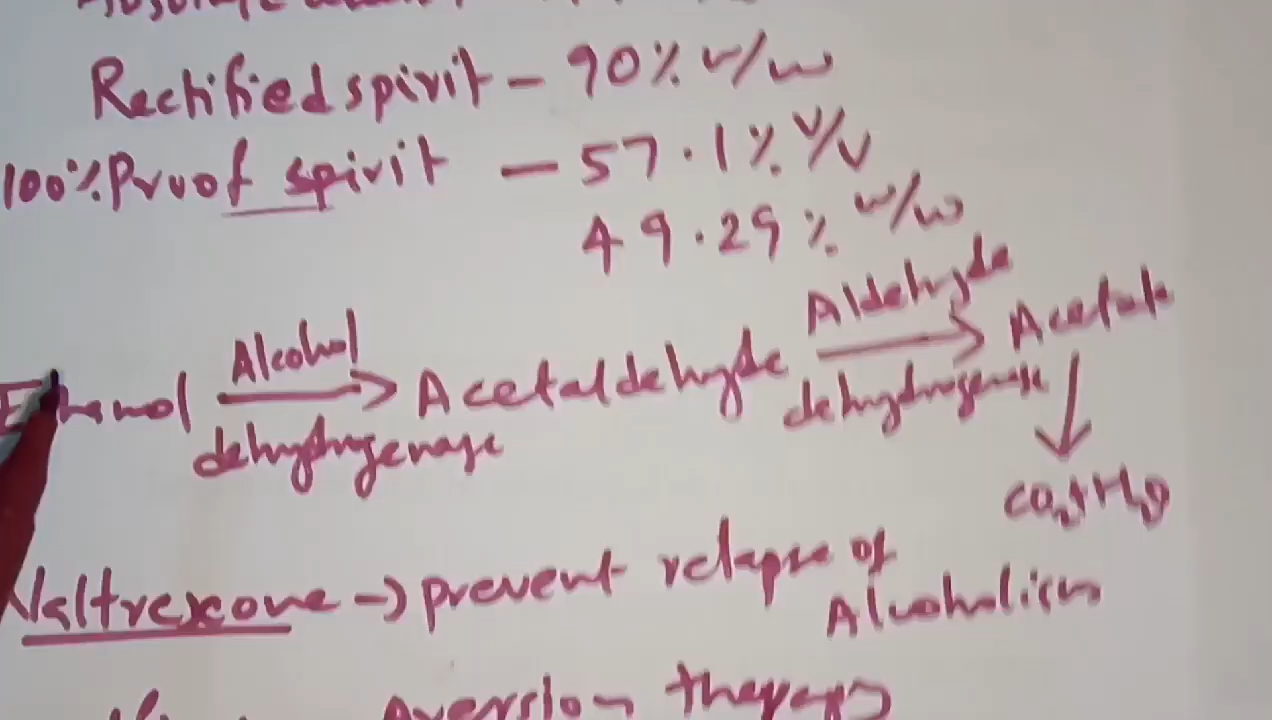 Rectified spirit - 90% v/w
100% Proof spirit - 57.1% v/v
49.29% w/w
Ethanol Alcohol dehydrogenase → Acetaldehyde Aldehyde dehydrogenase → Acetate
↓
CO2+H2O
Naltrexone → prevent relapse of
Alcoholism
Aversion therapy